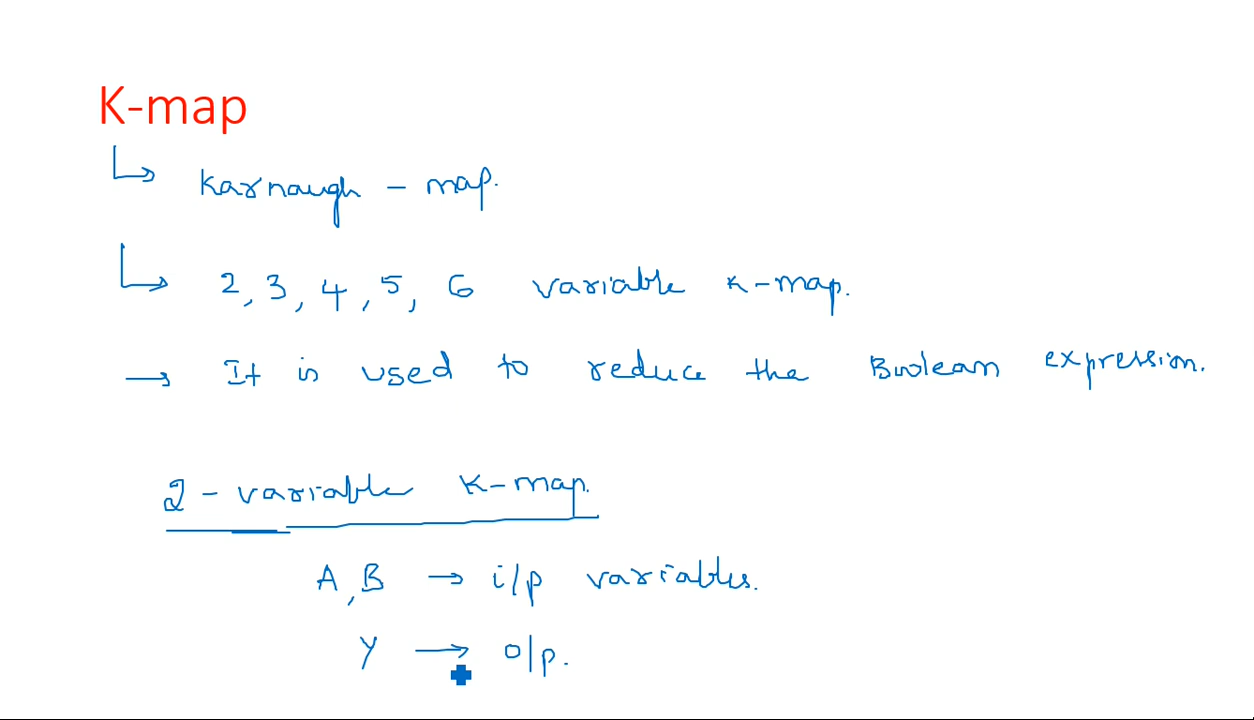 K-map
Karnaugh - map.
2, 3, 4, 5, 6 variable K-map.
It is used to reduce the Boolean expression.
2 - variable K-map.
A, B → i/p variables.
Y → o/p.